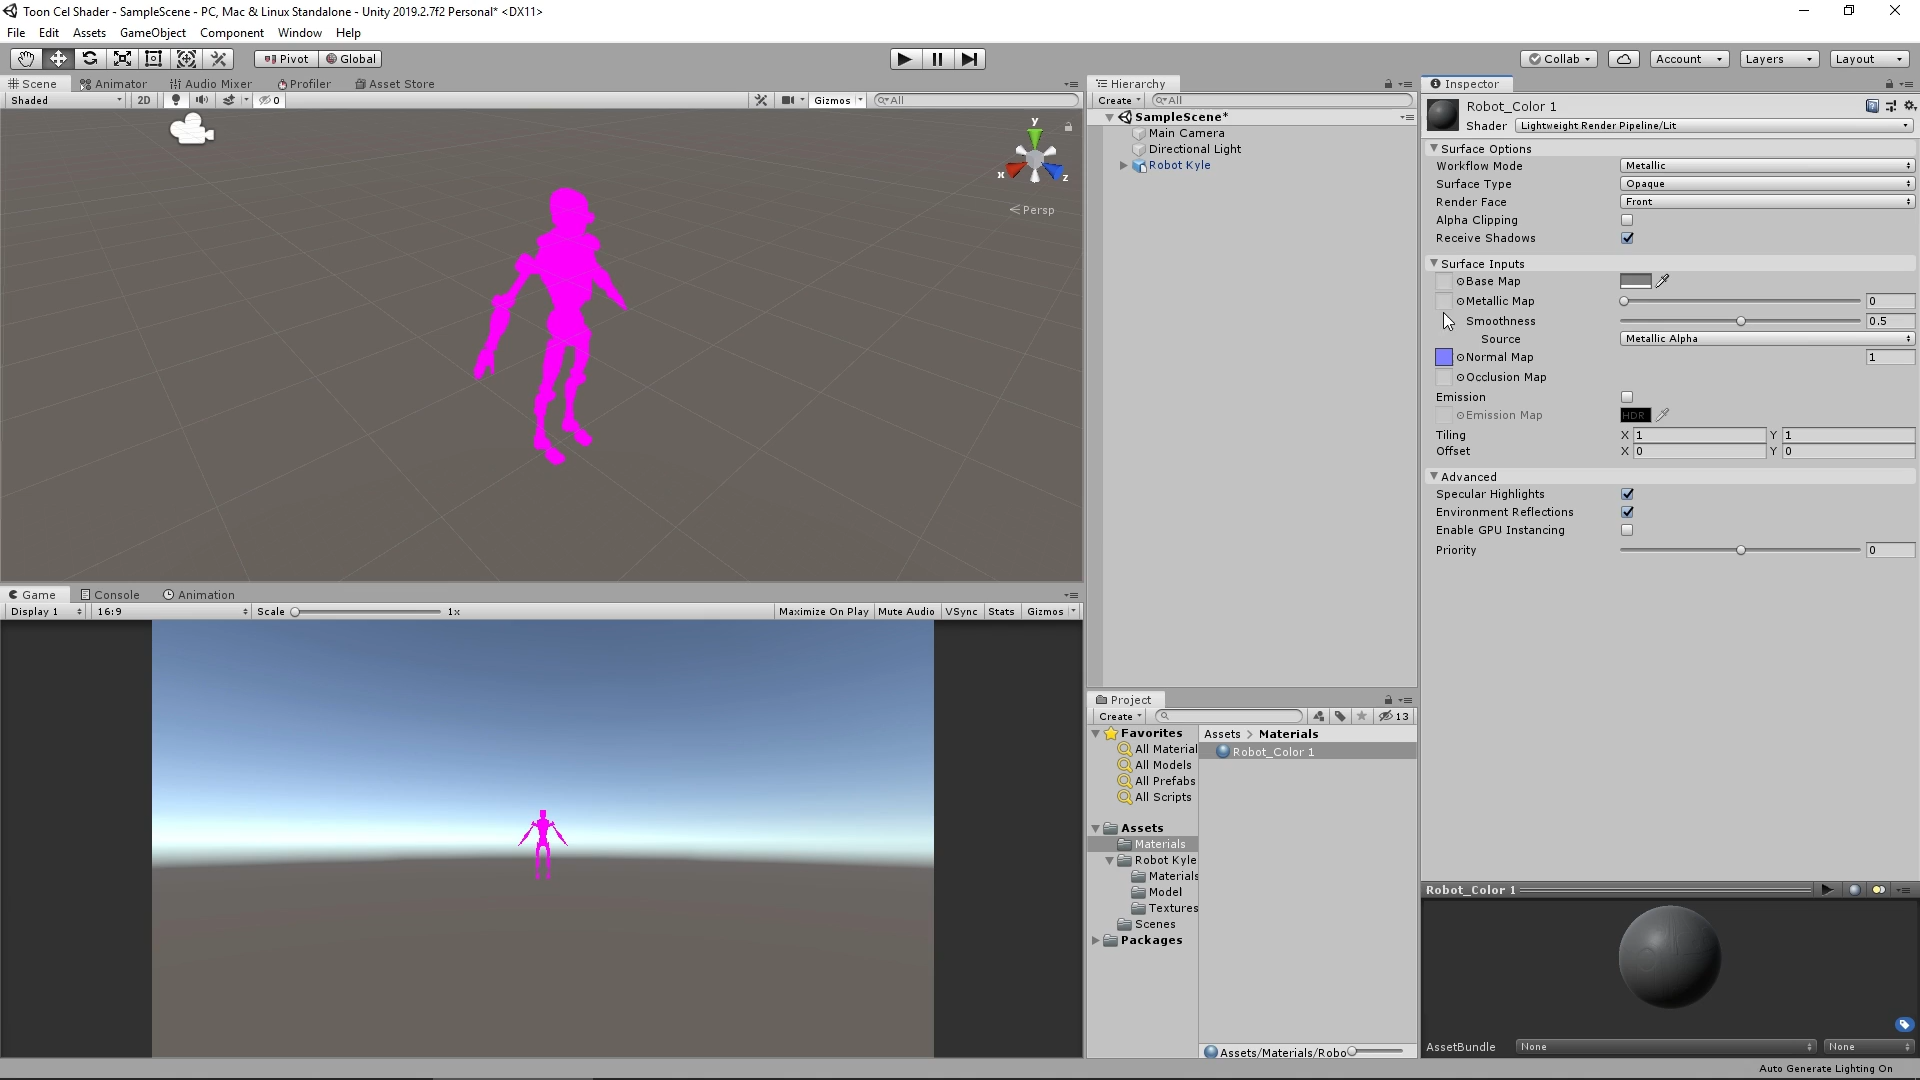 Toon Cel Shader - SampleScene - PC, Mac & Linux Standalone - Unity 2019.2.7f2 Personal* <DX11>
File Edit Assets GameObject Component Window Help
Pivot Global Collab Account Layers Layout
Scene Animator Audio Mixer Profiler Asset Store
Shaded 2D 0 Gizmos All
y
x
z
Persp
Game Console Animation
Display 1 16:9 Scale 1x Maximize On Play Mute Audio VSync Stats Gizmos
Hierarchy
Create All
SampleScene*
Main Camera
Directional Light
Robot Kyle
Project
Create 13
Favorites
All Material
All Models
All Prefabs
All Scripts
Assets
Materials
Robot Kyle
Materials
Model
Textures
Scenes
Packages
Assets > Materials
Robot_Color 1
Assets/Materials/Robo
Inspector
Robot_Color 1
Shader Lightweight Render Pipeline/Lit
Surface Options
Workflow Mode Metallic
Surface Type Opaque
Render Face Front
Alpha Clipping
Receive Shadows
Surface Inputs
Base Map
Metallic Map 0
Smoothness 0.5
Source Metallic Alpha
Normal Map 1
Occlusion Map
Emission
Emission Map HDR
Tiling X 1 Y 1
Offset X 0 Y 0
Advanced
Specular Highlights
Environment Reflections
Enable GPU Instancing
Priority 0
Robot_Color 1
AssetBundle None None
Auto Generate Lighting On